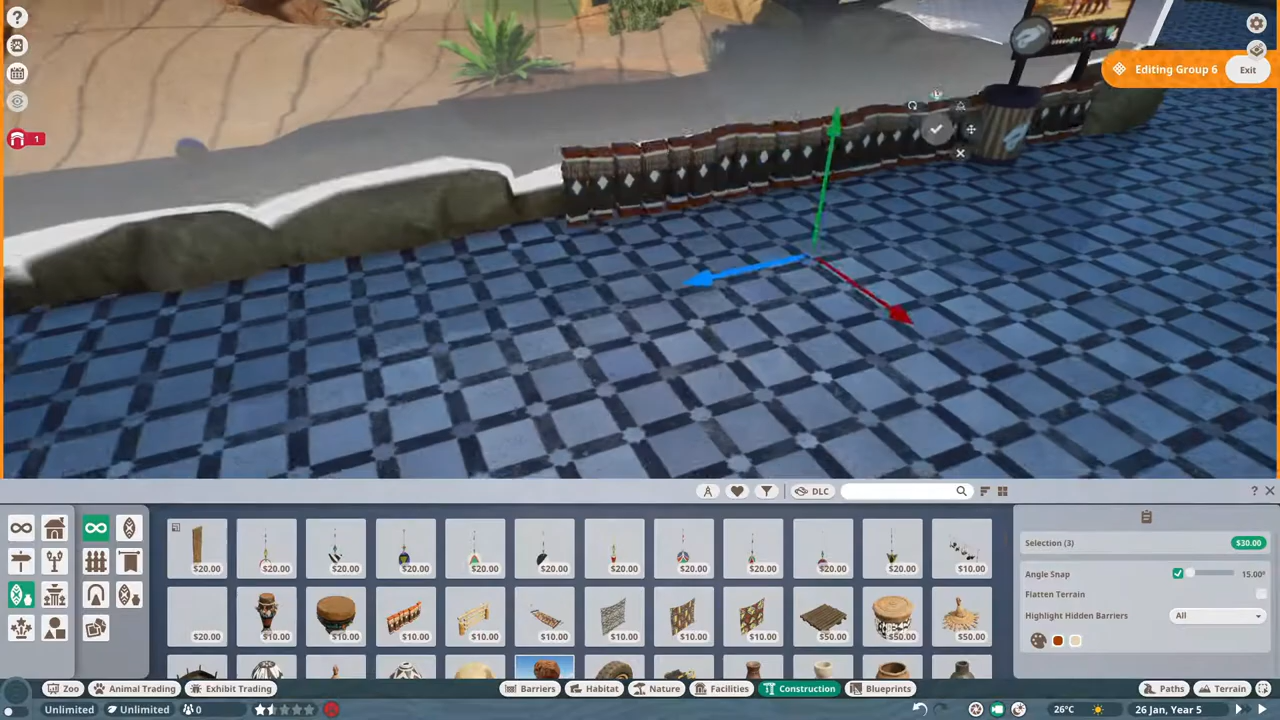 Editing Group 6
Exit
1
DLC
$20.00 $20.00 $20.00 $20.00 $20.00 $20.00 $20.00 $20.00 $20.00 $20.00 $20.00 $10.00
$20.00 $10.00 $20.00 $10.00 $10.00 $10.00 $10.00 $10.00 $10.00 $50.00 $50.00 $50.00
Selection (3)
$30.00
Angle Snap
15.00°
Flatten Terrain
Highlight Hidden Barriers
All
Zoo Animal Trading Exhibit Trading Barriers Habitat Nature Facilities Construction Blueprints Paths Terrain
Unlimited Unlimited 0 26°C 26 Jan, Year 5